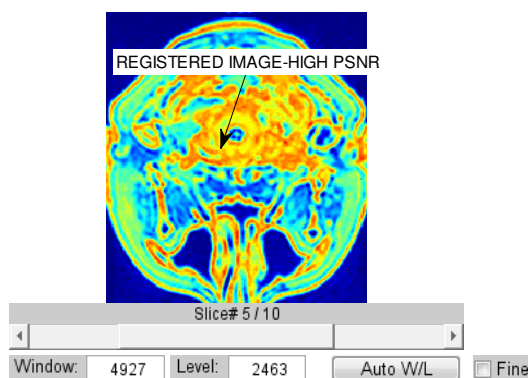 REGISTERED IMAGE-HIGH PSNR
Slice# 5 / 10
Window: 4927 Level: 2463 Auto W/L Fine